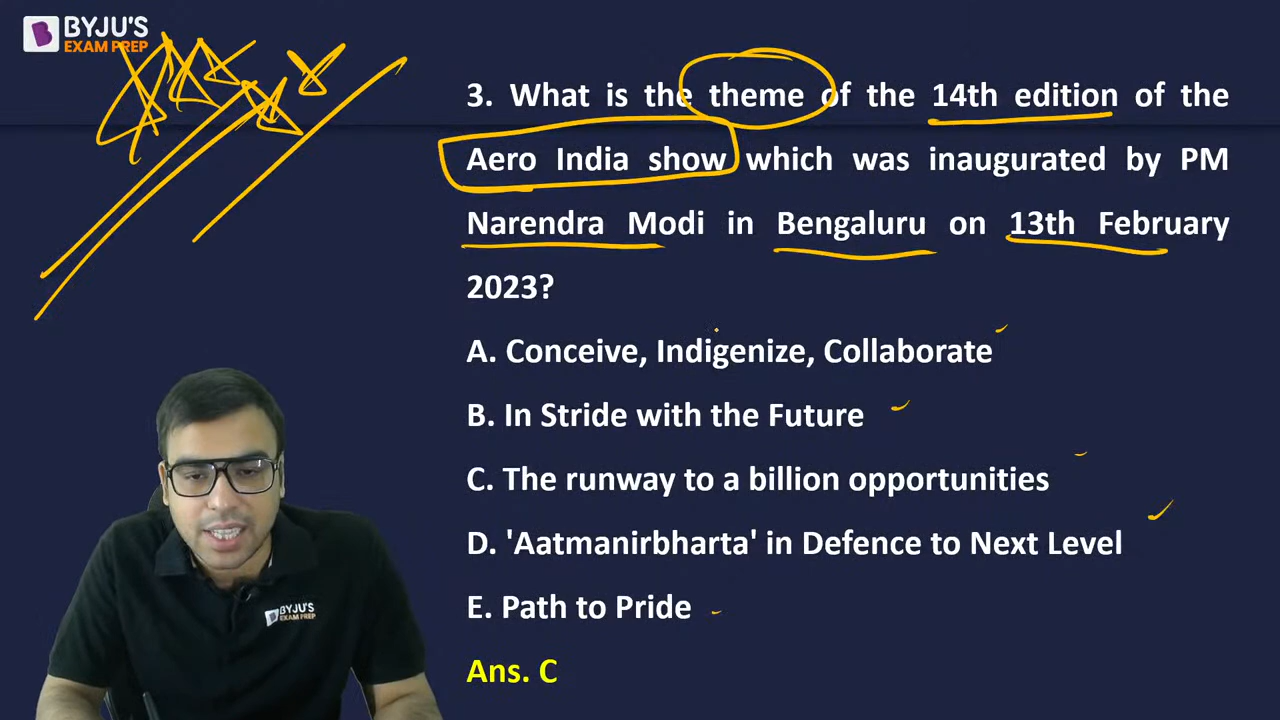 BYJU'S
EXAM PREP
3. What is the theme of the 14th edition of the
Aero India show which was inaugurated by PM
Narendra Modi in Bengaluru on 13th February
2023?
A. Conceive, Indigenize, Collaborate
B. In Stride with the Future
C. The runway to a billion opportunities
D. 'Aatmanirbharta' in Defence to Next Level
E. Path to Pride
Ans. C
BYJU'S
EXAM PREP